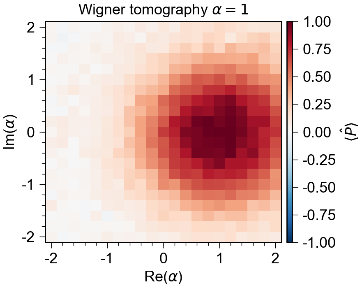 Wigner tomography α = 1
Im(α)
2
1
0
-1
-2
-2 -1 0 1 2
Re(α)
1.00
0.75
0.50
0.25
0.00
-0.25
-0.50
-0.75
-1.00
⟨P⟩